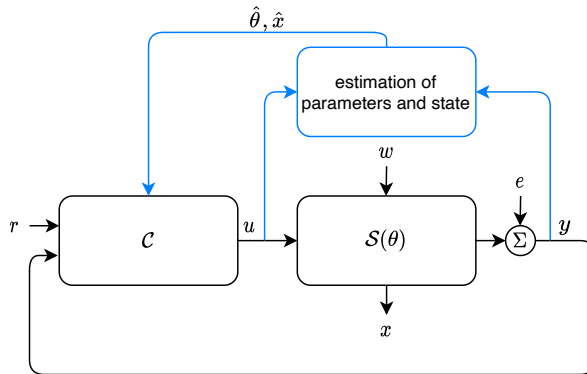 θ̂, x̂
estimation of
parameters and state
w
e
r
C
u
S(θ)
Σ
y
x